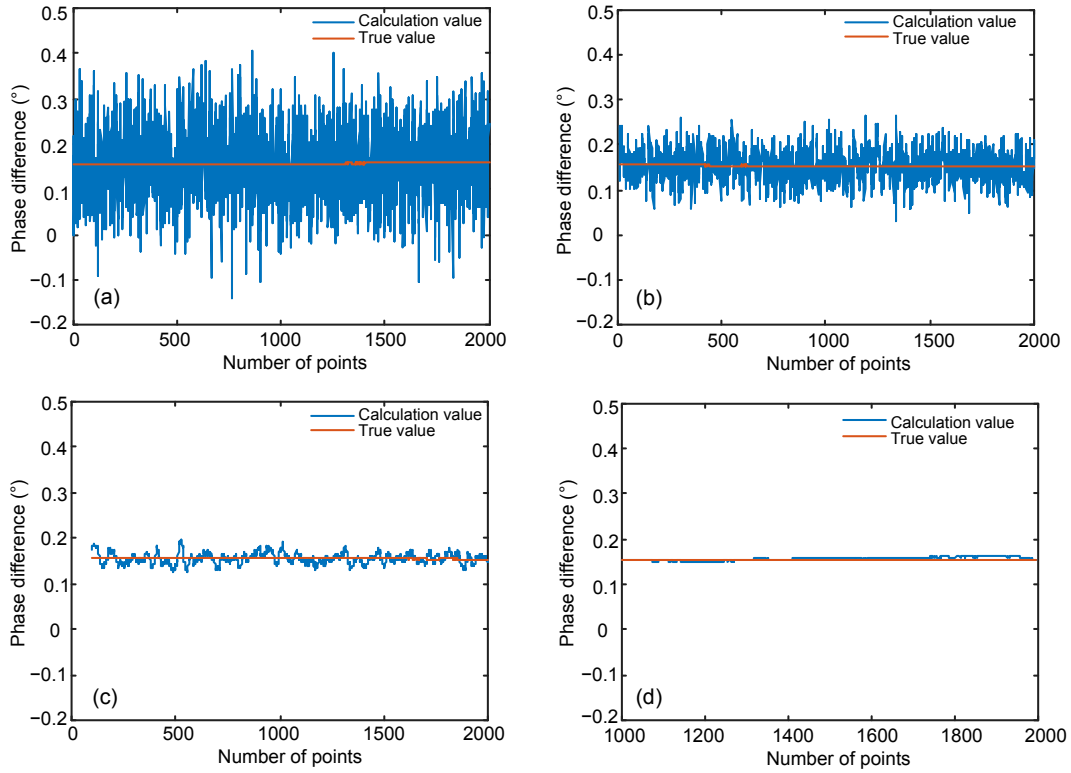 0.5
Calculation value
True value
0.4
0.3
0.2
0.1
0
−0.1
−0.2
Phase difference (°)
(a)
0 500 1000 1500 2000
Number of points
0.5
Calculation value
True value
0.4
0.3
0.2
0.1
0
−0.1
−0.2
Phase difference (°)
(b)
0 500 1000 1500 2000
Number of points
0.5
Calculation value
True value
0.4
0.3
0.2
0.1
0
−0.1
−0.2
Phase difference (°)
(c)
0 500 1000 1500 2000
Number of points
0.5
Calculation value
True value
0.4
0.3
0.2
0.1
0
−0.1
−0.2
Phase difference (°)
(d)
1000 1200 1400 1600 1800 2000
Number of points